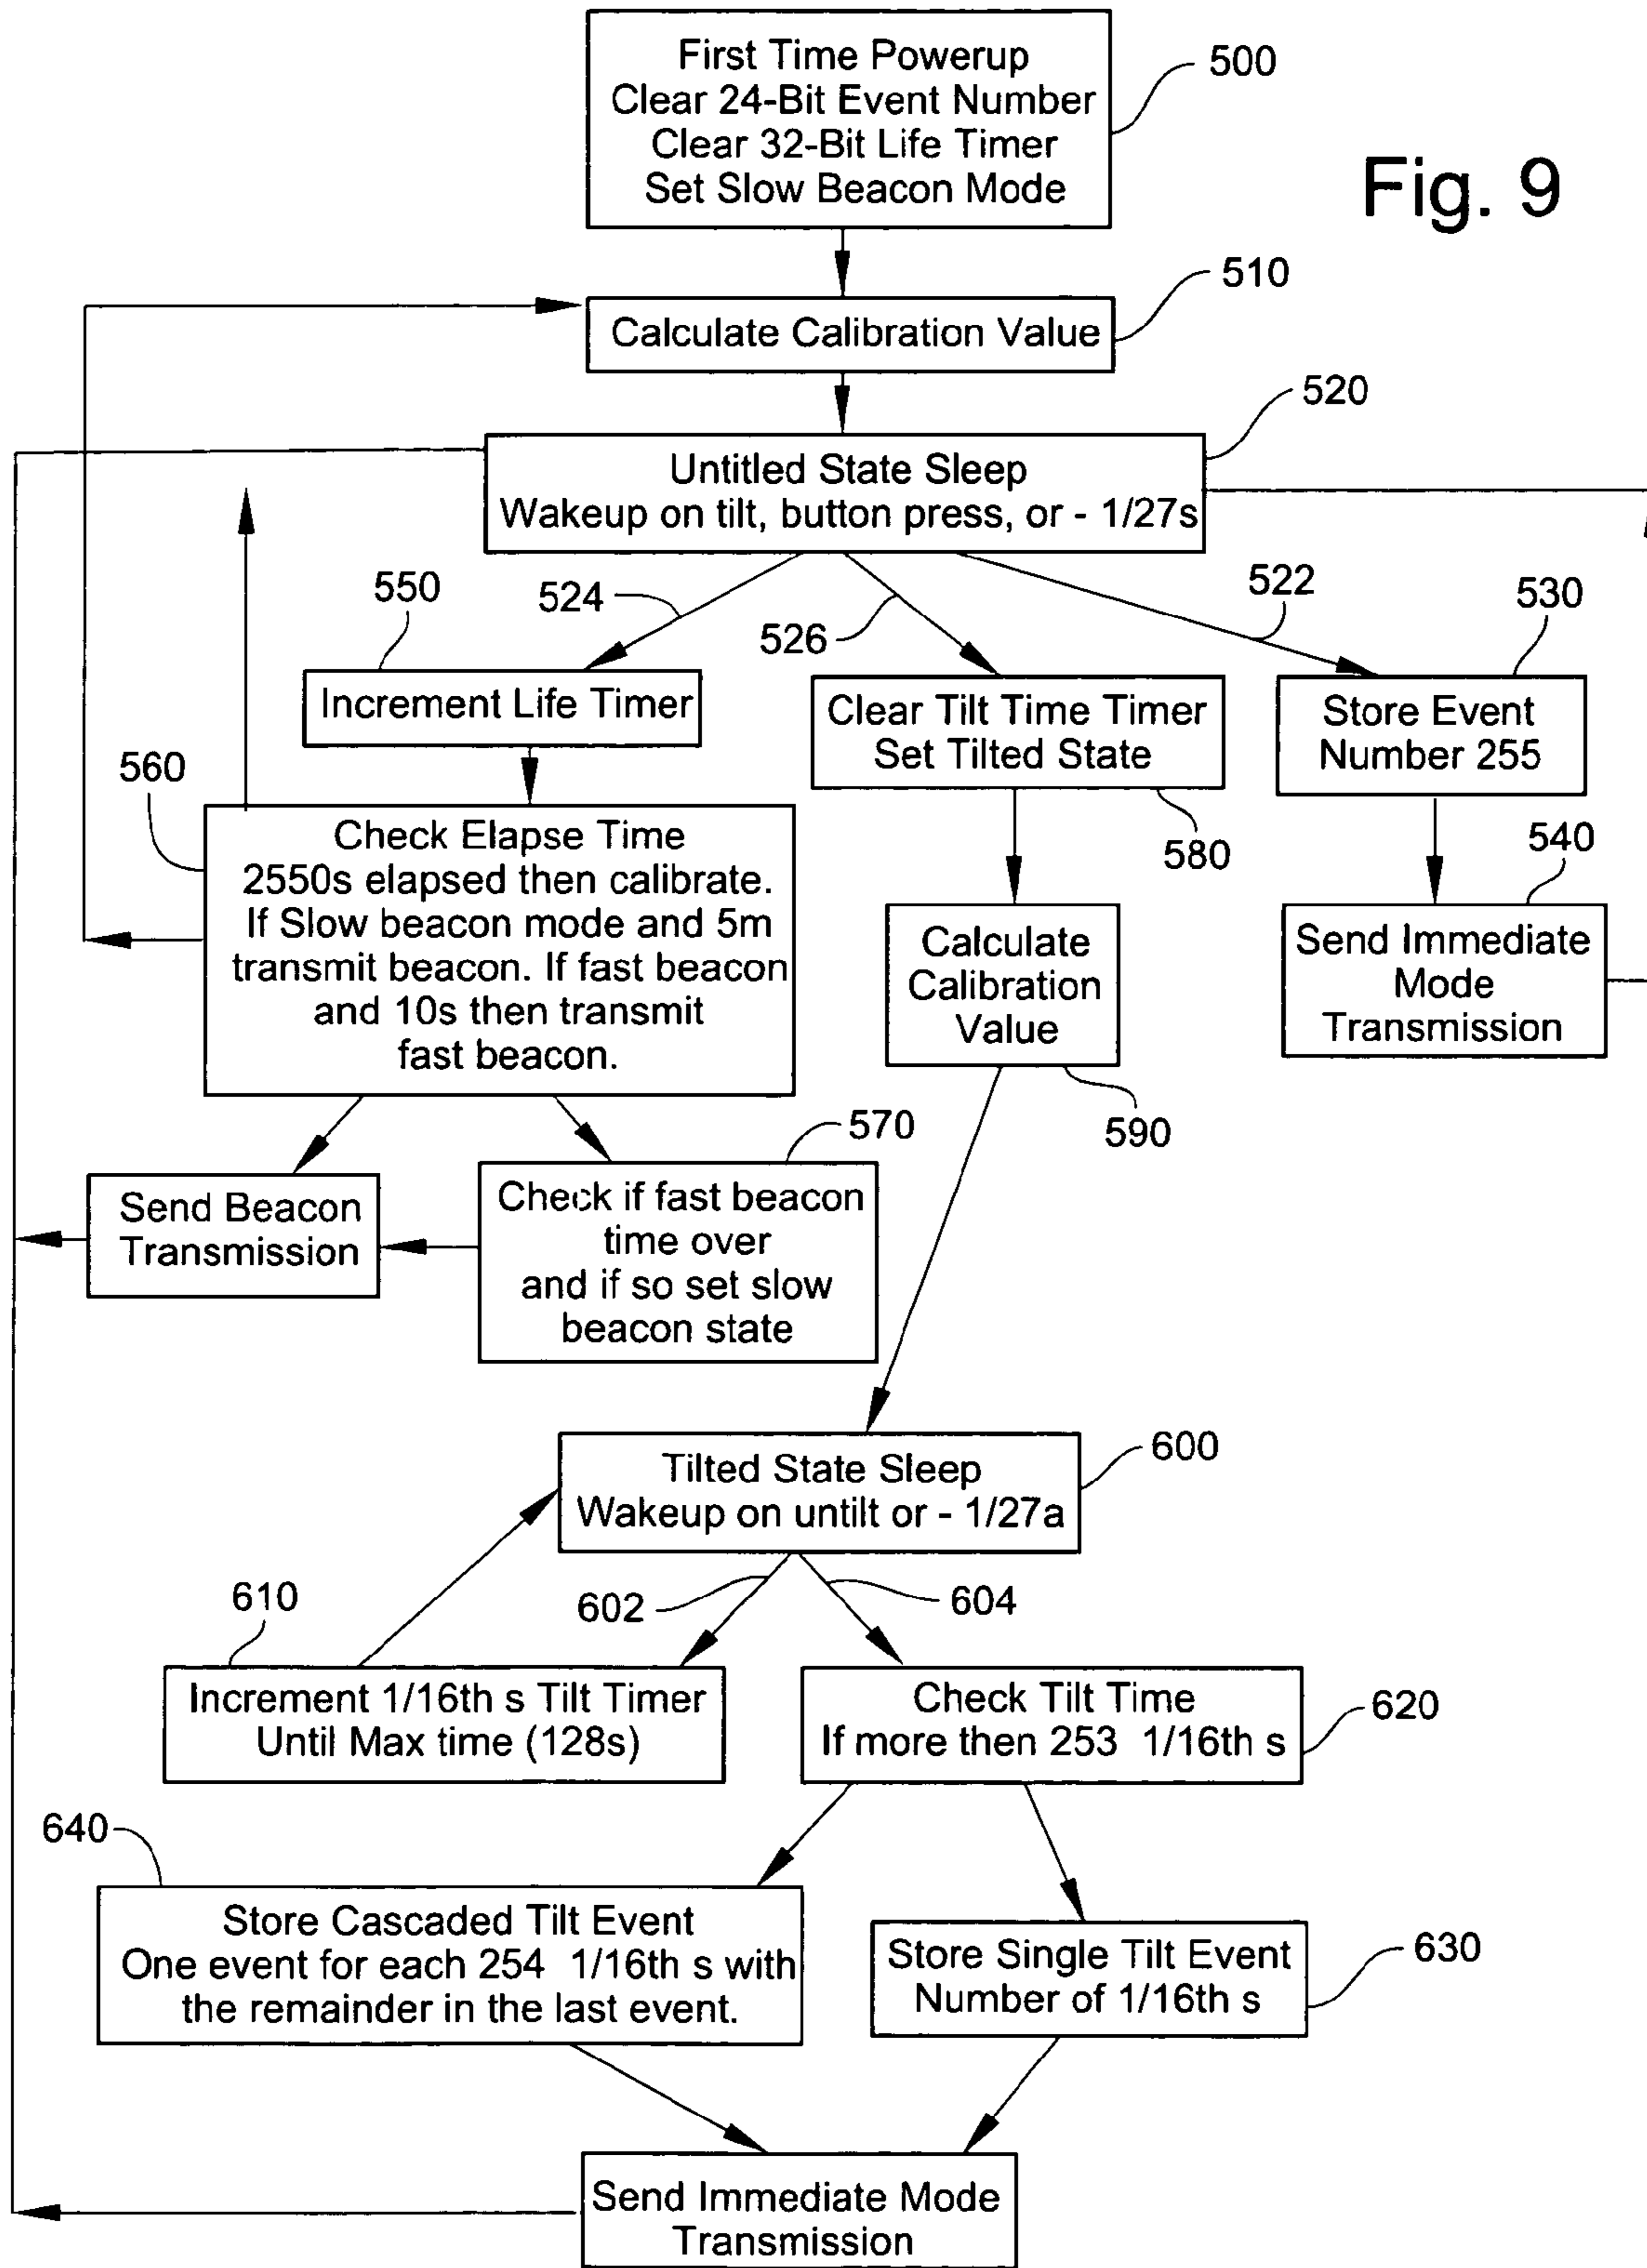 First Time Powerup
Clear 24-Bit Event Number
Clear 32-Bit Life Timer
Set Slow Beacon Mode
500
Fig. 9
510
Calculate Calibration Value
520
Untitled State Sleep
Wakeup on tilt, button press, or - 1/27s
550
524
526
522
530
Increment Life Timer
Clear Tilt Time Timer
Set Tilted State
Store Event
Number 255
560
580
540
Check Elapse Time
2550s elapsed then calibrate.
If Slow beacon mode and 5m
transmit beacon. If fast beacon
and 10s then transmit
fast beacon.
Calculate
Calibration
Value
Send Immediate
Mode
Transmission
570
590
Send Beacon
Transmission
Check if fast beacon
time over
and if so set slow
beacon state
600
Tilted State Sleep
Wakeup on untilt or - 1/27a
610
602
604
Increment 1/16th s Tilt Timer
Until Max time (128s)
Check Tilt Time
If more then 253 1/16th s
620
640
Store Cascaded Tilt Event
One event for each 254 1/16th s with
the remainder in the last event.
Store Single Tilt Event
Number of 1/16th s
630
Send Immediate Mode
Transmission